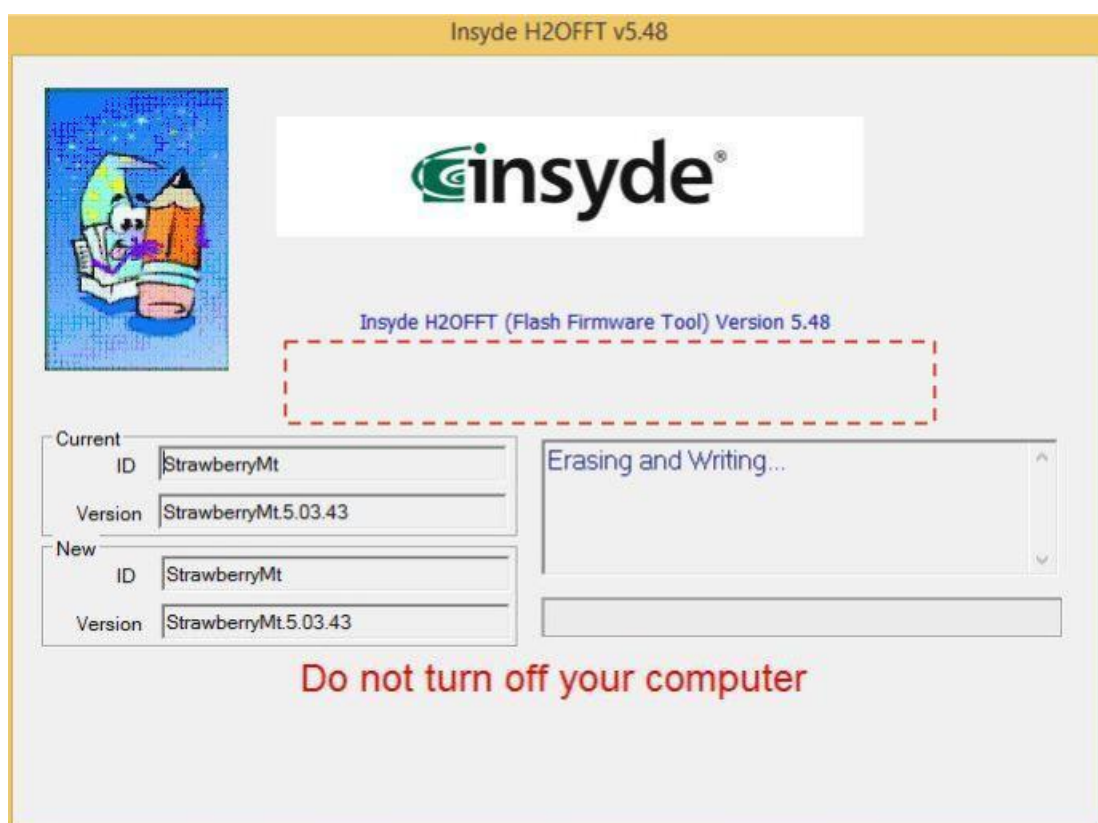 Insyde H2OFFT v5.48
insyde®
Insyde H2OFFT (Flash Firmware Tool) Version 5.48
Current
ID StrawberryMt
Version StrawberryMt.5.03.43
Erasing and Writing...
New
ID StrawberryMt
Version StrawberryMt.5.03.43
Do not turn off your computer